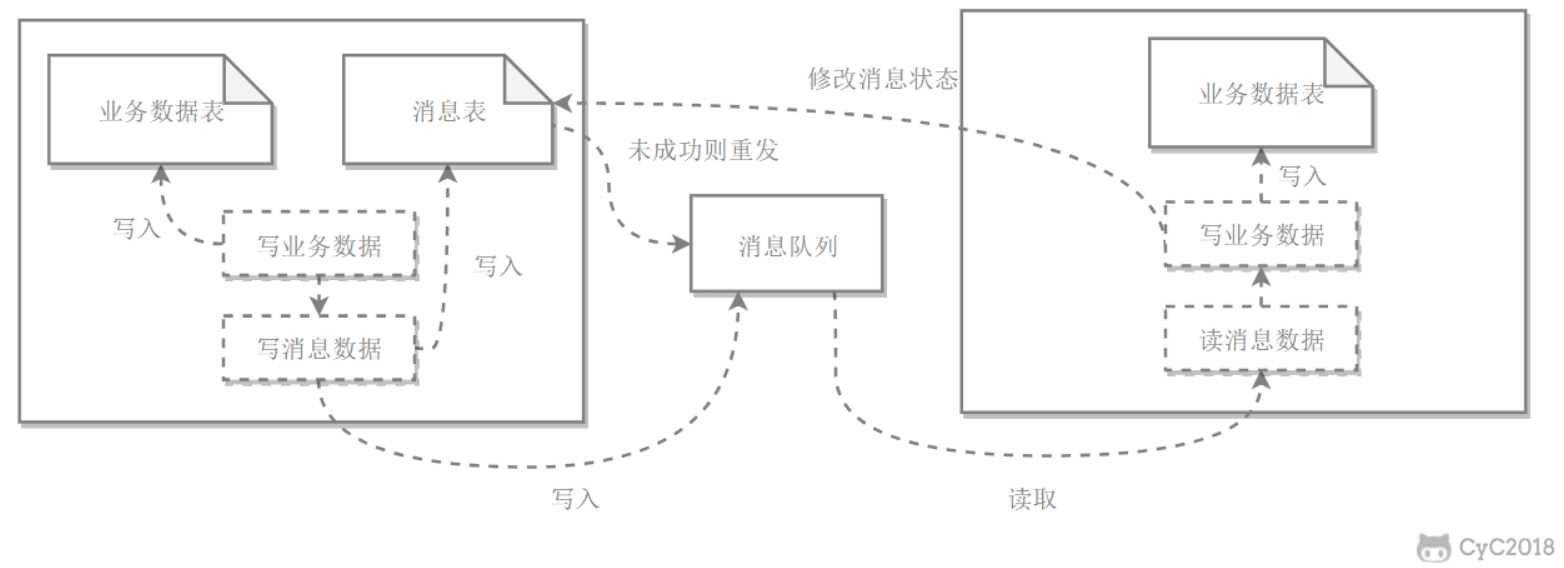 业务数据表
消息表
写入
写业务数据
写入
写消息数据
写入
修改消息状态
未成功则重发
消息队列
读取
业务数据表
写入
写业务数据
读消息数据
CyC2018